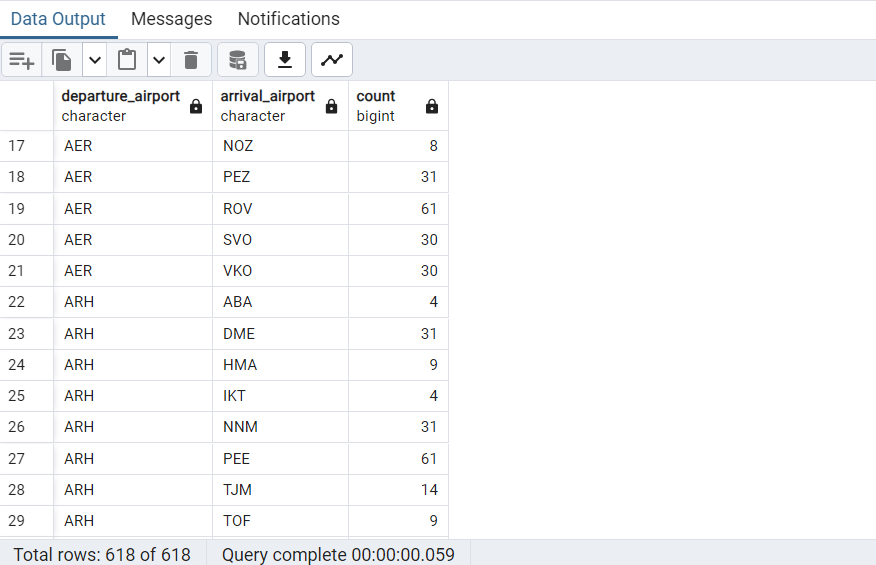 Data Output Messages Notifications
departure_airport arrival_airport count
character character bigint
17 AER NOZ 8
18 AER PEZ 31
19 AER ROV 61
20 AER SVO 30
21 AER VKO 30
22 ARH ABA 4
23 ARH DME 31
24 ARH HMA 9
25 ARH IKT 4
26 ARH NNM 31
27 ARH PEE 61
28 ARH TJM 14
29 ARH TOF 9
Total rows: 618 of 618 Query complete 00:00:00.059